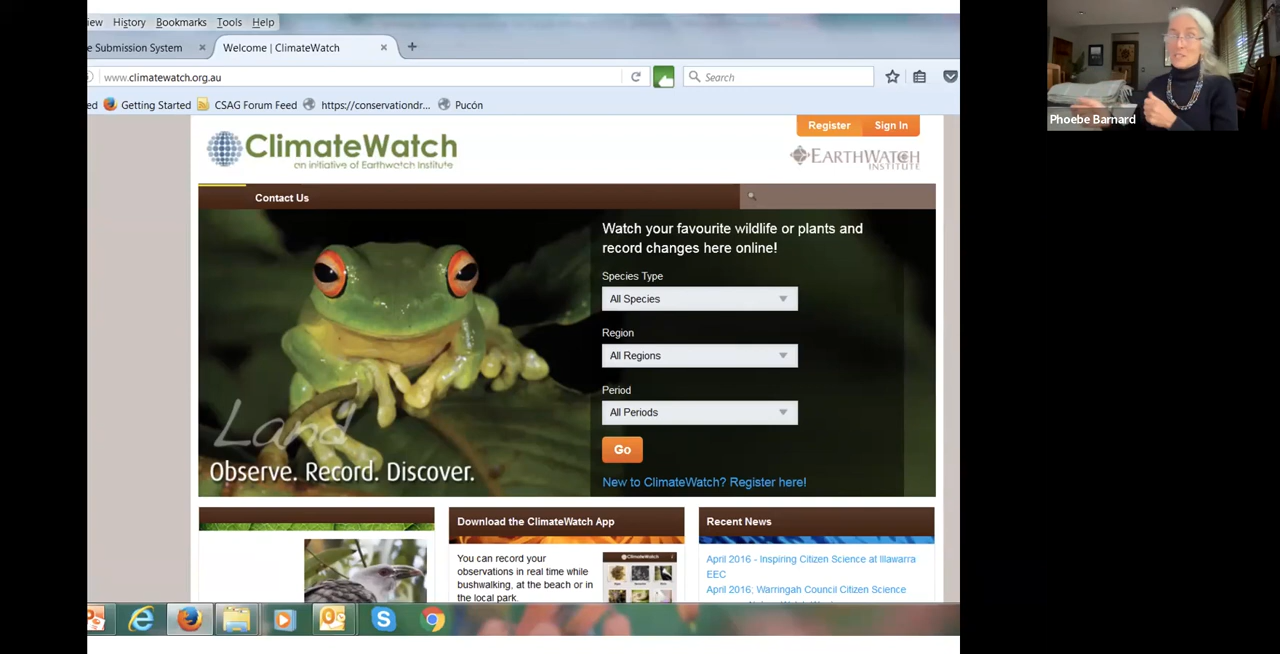 iew History Bookmarks Tools Help
e Submission System
Welcome | ClimateWatch
www.climatewatch.org.au
Search
ed Getting Started CSAG Forum Feed https://conservationdr... Pucón
Phoebe Barnard
Register Sign In
ClimateWatch
an initiative of Earthwatch Institute
EARTHWATCH
INSTITUTE
Contact Us
Watch your favourite wildlife or plants and
record changes here online!
Species Type
All Species
Region
All Regions
Period
All Periods
Go
New to ClimateWatch? Register here!
Land
Observe. Record. Discover.
Download the ClimateWatch App
You can record your
observations in real time while
bushwalking, at the beach or in
the local park.
ClimateWatch
Recent News
April 2016 - Inspiring Citizen Science at Illawarra
EEC
April 2016; Warringah Council Citizen Science